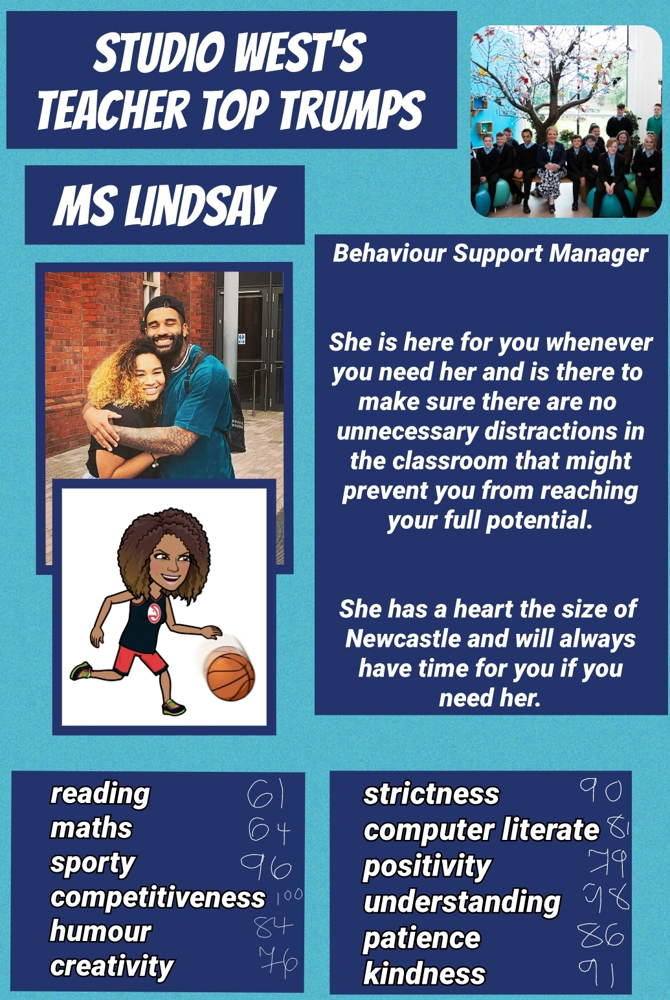 STUDIO WEST'S
TEACHER TOP TRUMPS
MS LINDSAY
Behaviour Support Manager
She is here for you whenever
you need her and is there to
make sure there are no
unnecessary distractions in
the classroom that might
prevent you from reaching
your full potential.
She has a heart the size of
Newcastle and will always
have time for you if you
need her.
reading 61
maths 64
sporty 96
competitiveness 100
humour 84
creativity 76
strictness 90
computer literate 81
positivity 79
understanding 98
patience 86
kindness 91